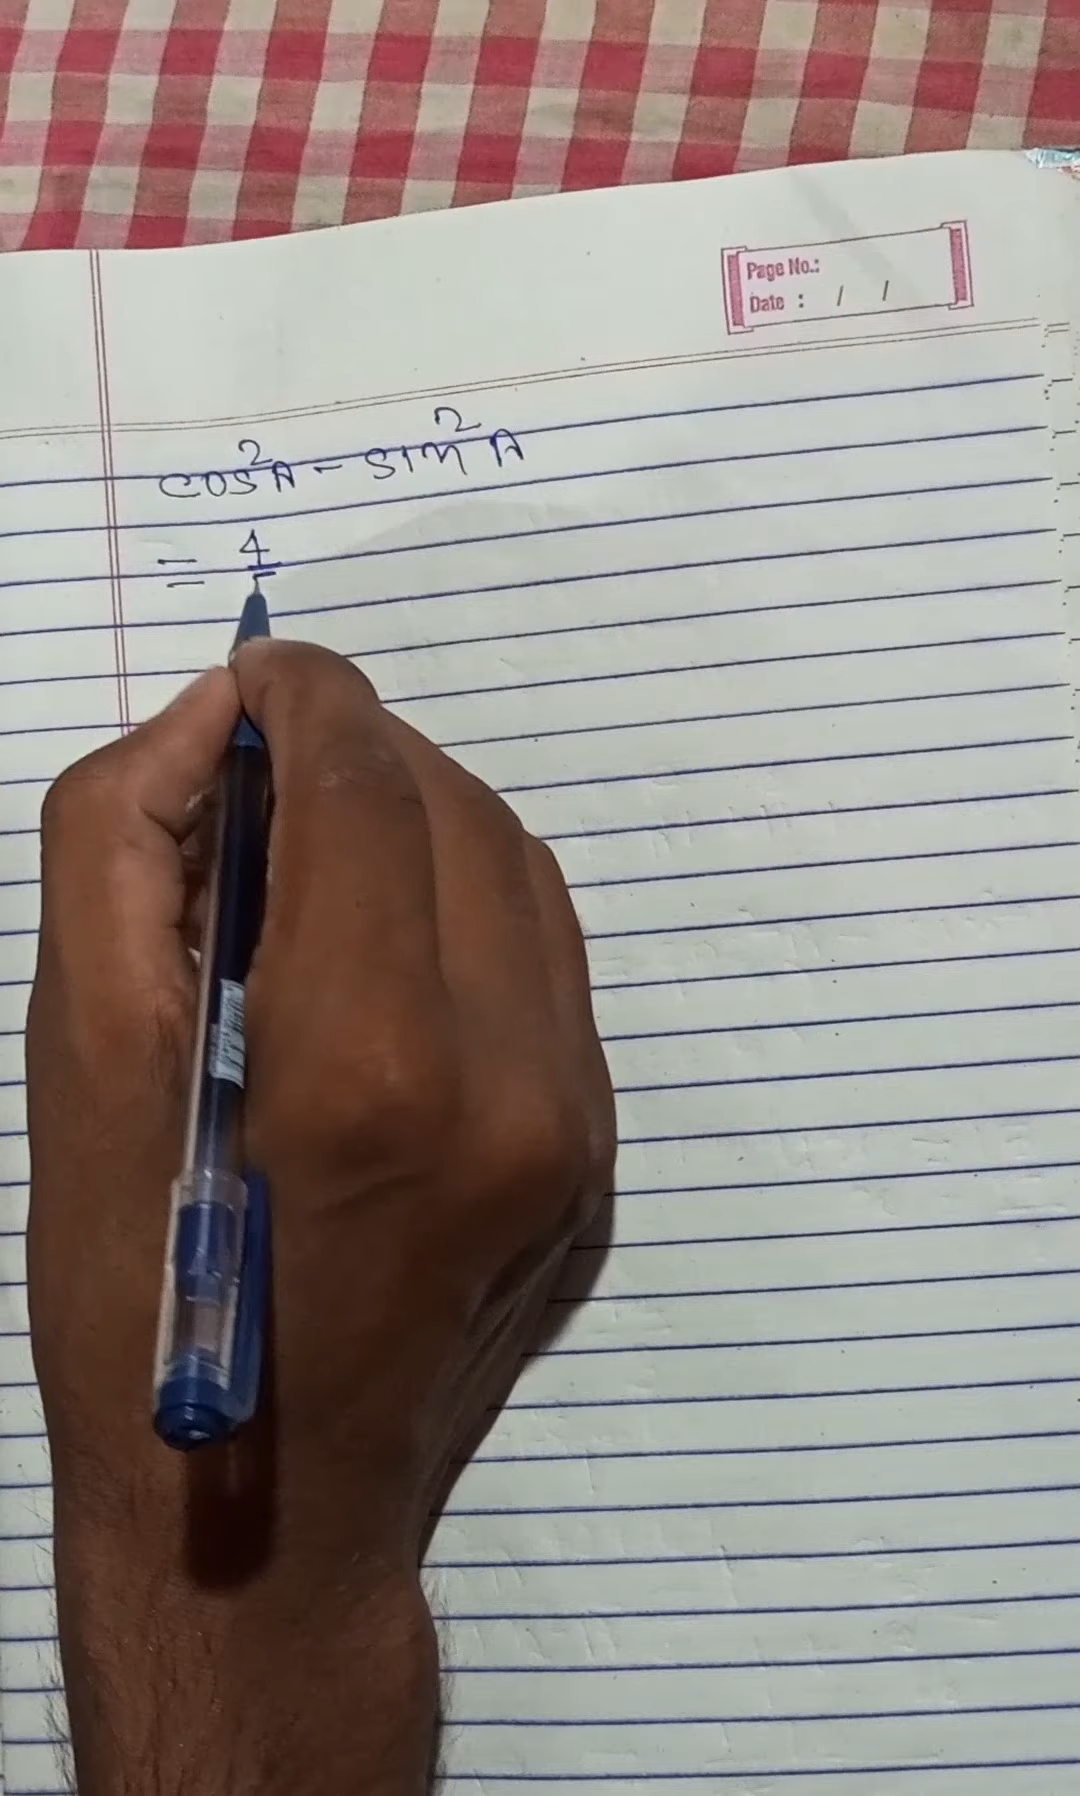 Page No.:
Date : / /
cos²A - sin²A
= 4